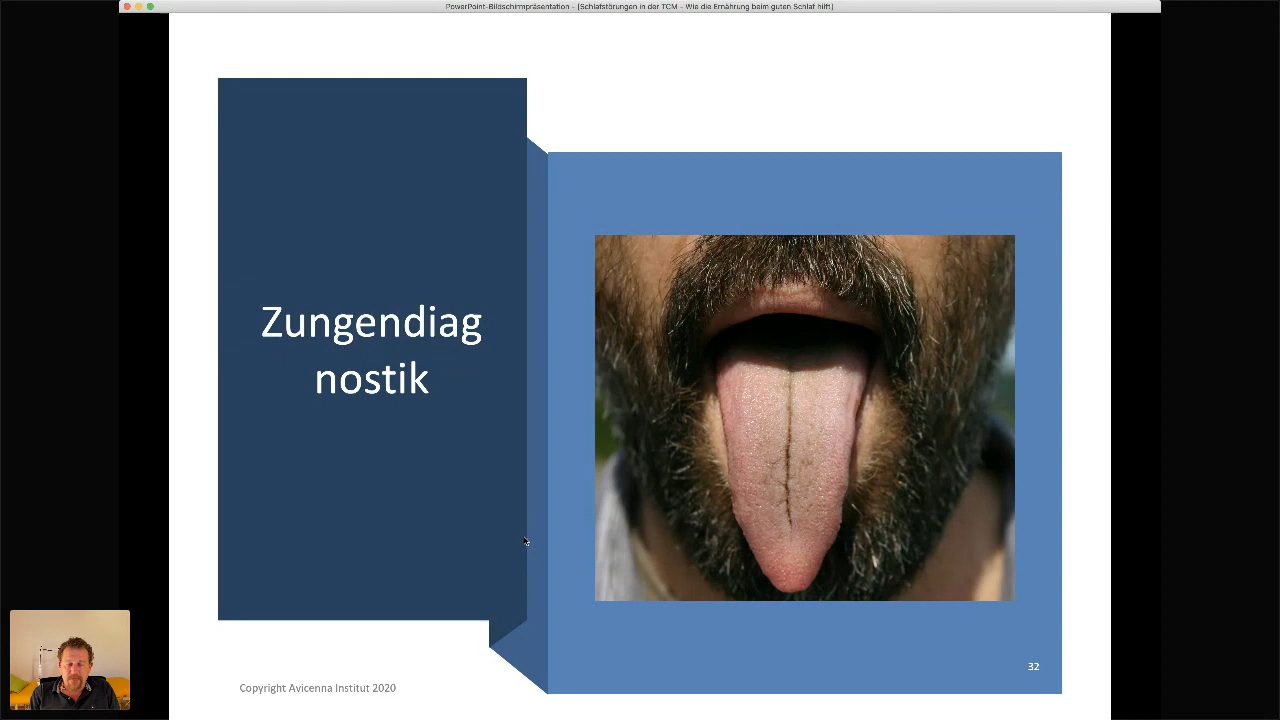 PowerPoint-Bildschirmpräsentation - [Schlafstörungen in der TCM - Wie die Ernährung beim guten Schlaf hilft]
Zungendiag
nostik
32
Copyright Avicenna Institut 2020